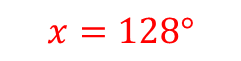 x = 128°